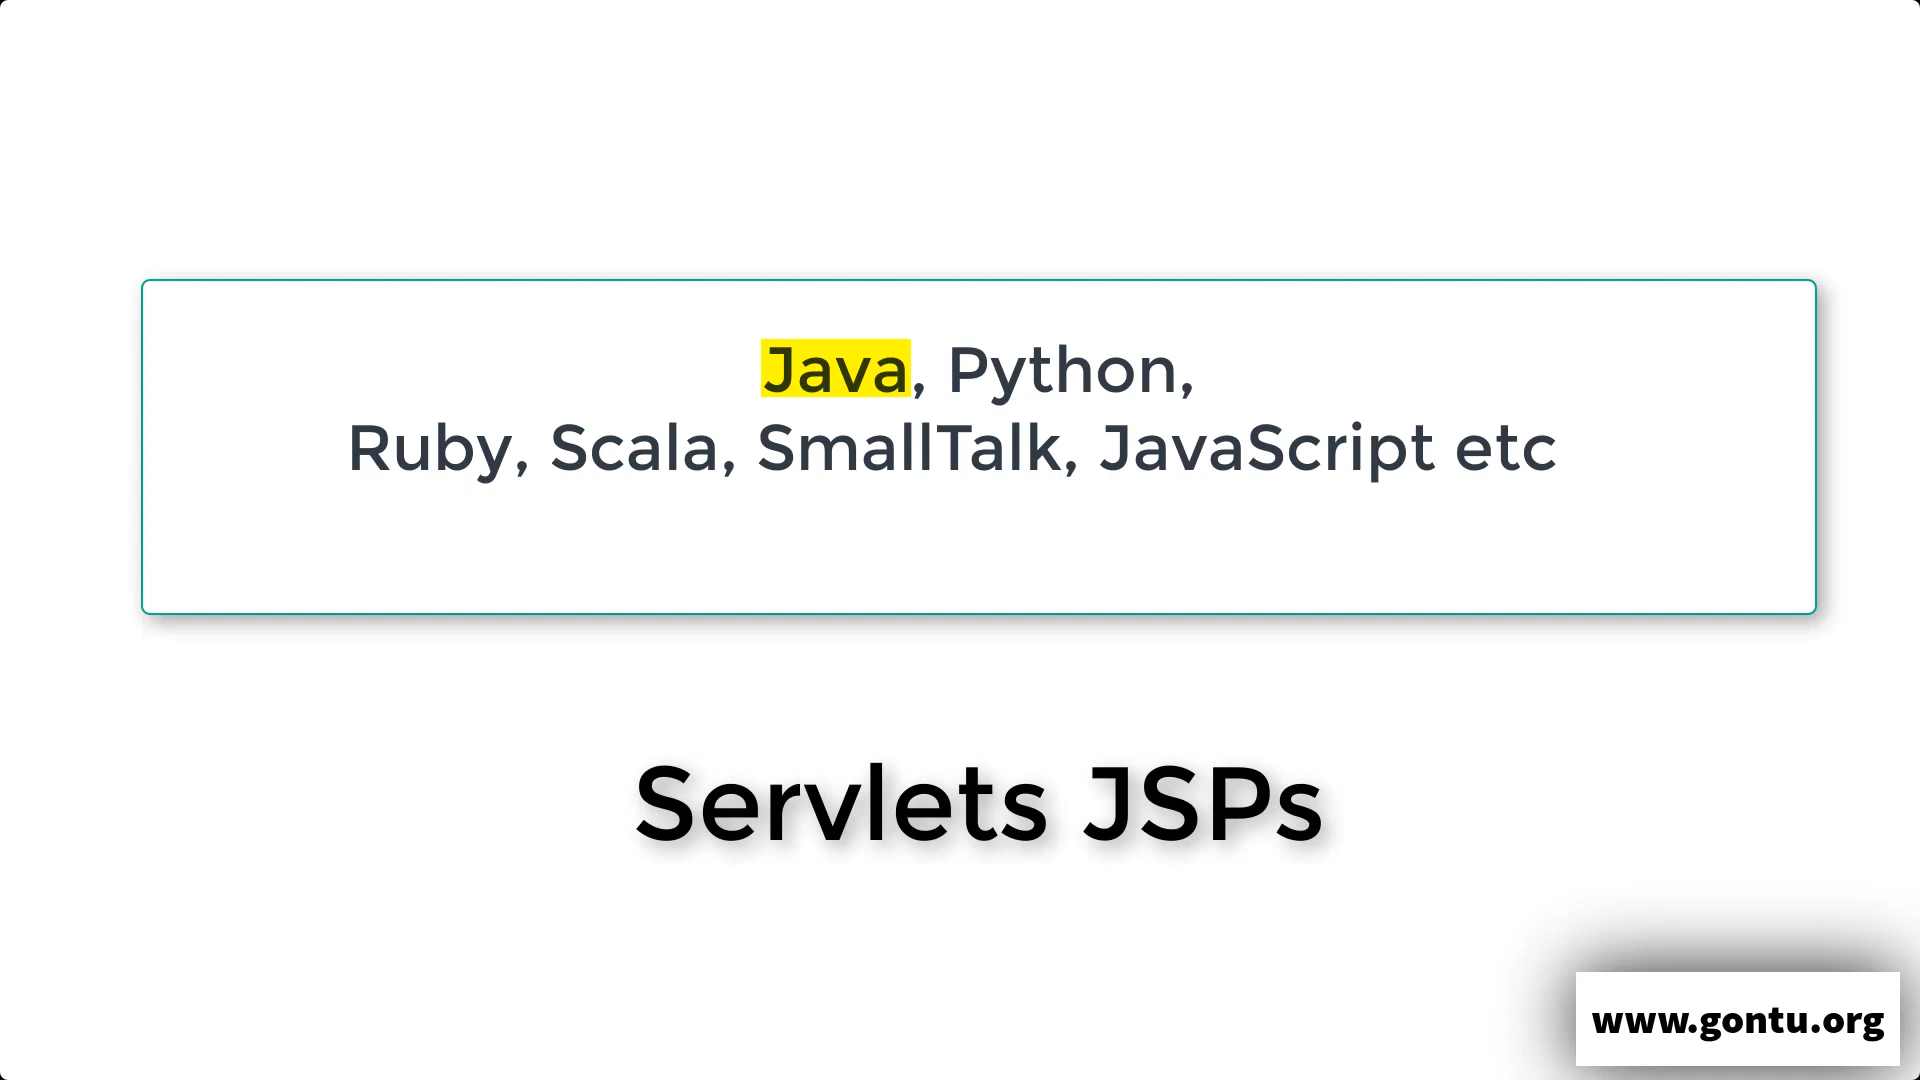 Java, Python,
Ruby, Scala, SmallTalk, JavaScript etc
Servlets JSPs
www.gontu.org